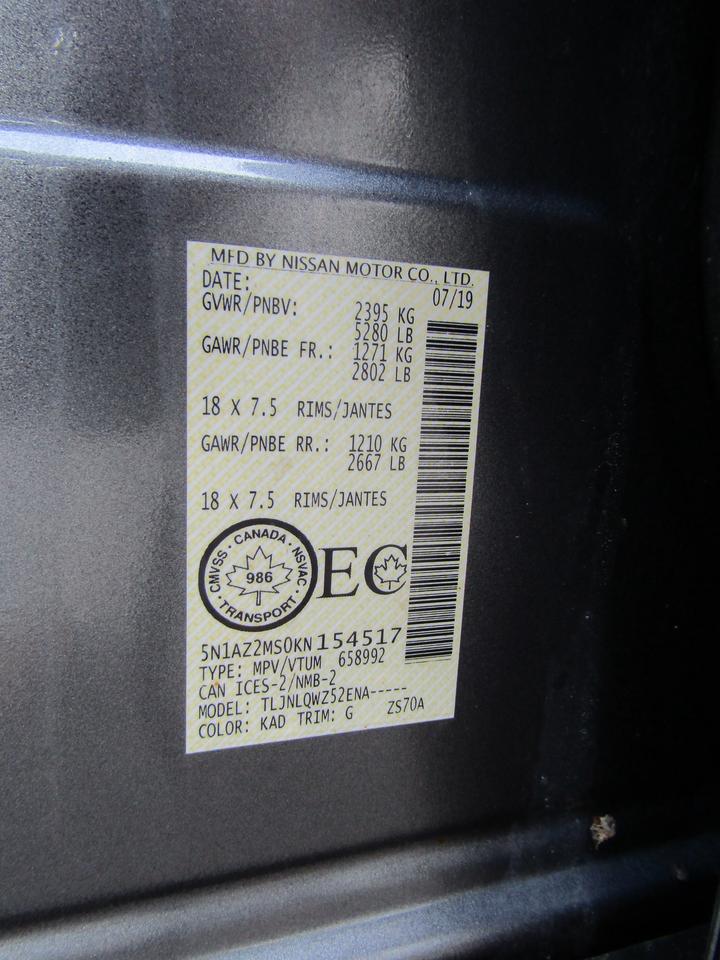 MFD BY NISSAN MOTOR CO., LTD.
DATE: 07/19
GVWR/PNBV: 2395 KG
5280 LB
GAWR/PNBE FR.: 1271 KG
2802 LB
18 X 7.5 RIMS/JANTES
GAWR/PNBE RR.: 1210 KG
2667 LB
18 X 7.5 RIMS/JANTES
CMVSS · CANADA · NSVAC
· TRANSPORT ·
986
EC
5N1AZ2MS0KN154517
TYPE: MPV/VTUM 658992
CAN ICES-2/NMB-2
MODEL: TLJNLQWZ52ENA-----
COLOR: KAD TRIM: G ZS70A